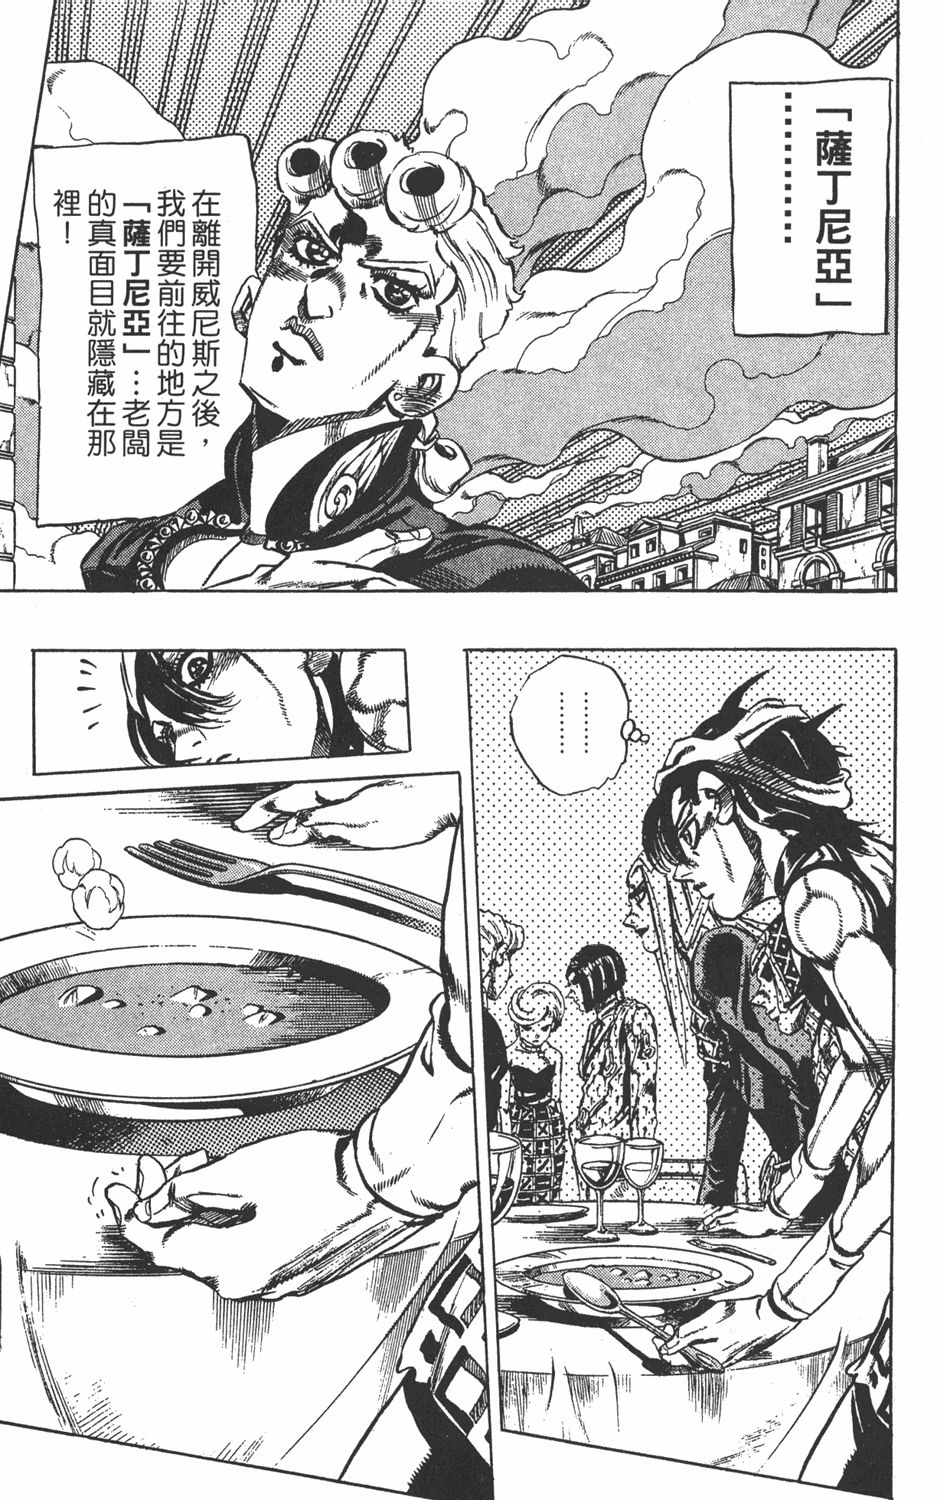 「薩丁尼亞」
…………
在離開威尼斯之後，
我們要前往的地方是
「薩丁尼亞」…老闆
的真面目就隱藏在那
裡！
……